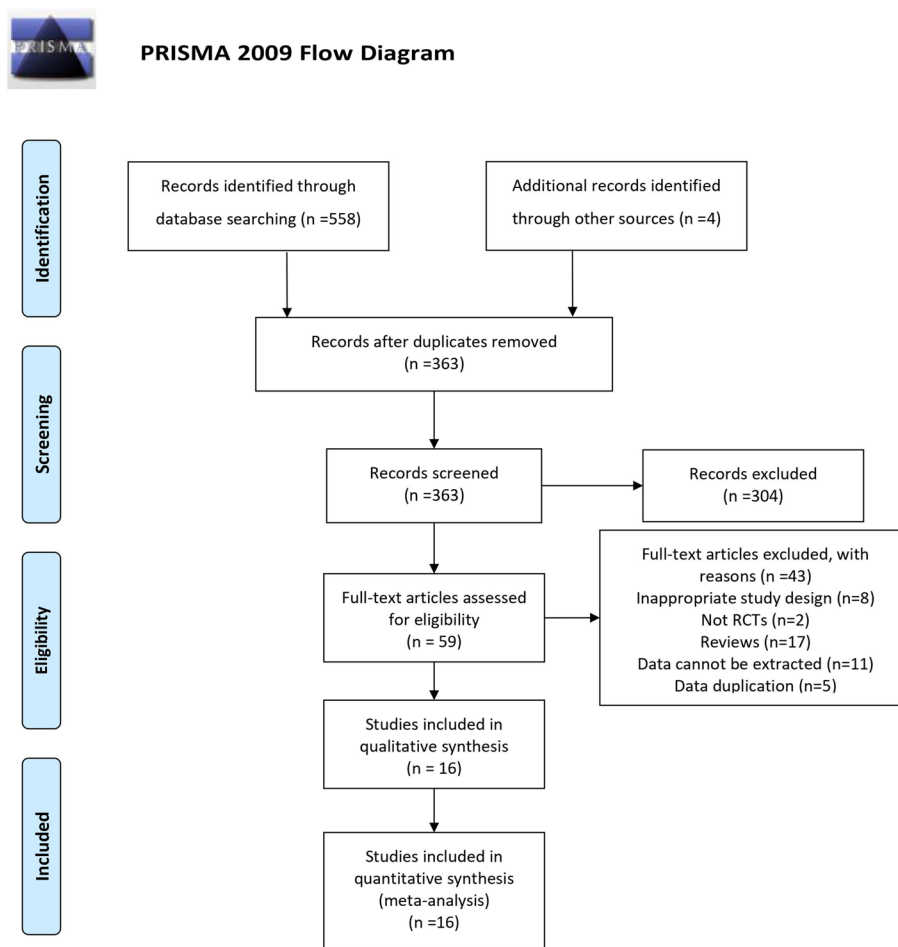 PRISMA
PRISMA 2009 Flow Diagram
Identification
Records identified through
database searching (n =558)
Additional records identified
through other sources (n =4)
Records after duplicates removed
(n =363)
Screening
Records screened
(n =363)
Records excluded
(n =304)
Eligibility
Full-text articles assessed
for eligibility
(n = 59)
Full-text articles excluded, with
reasons (n =43)
Inappropriate study design (n=8)
Not RCTs (n=2)
Reviews (n=17)
Data cannot be extracted (n=11)
Data duplication (n=5)
Studies included in
qualitative synthesis
(n = 16)
Included
Studies included in
quantitative synthesis
(meta-analysis)
(n =16)